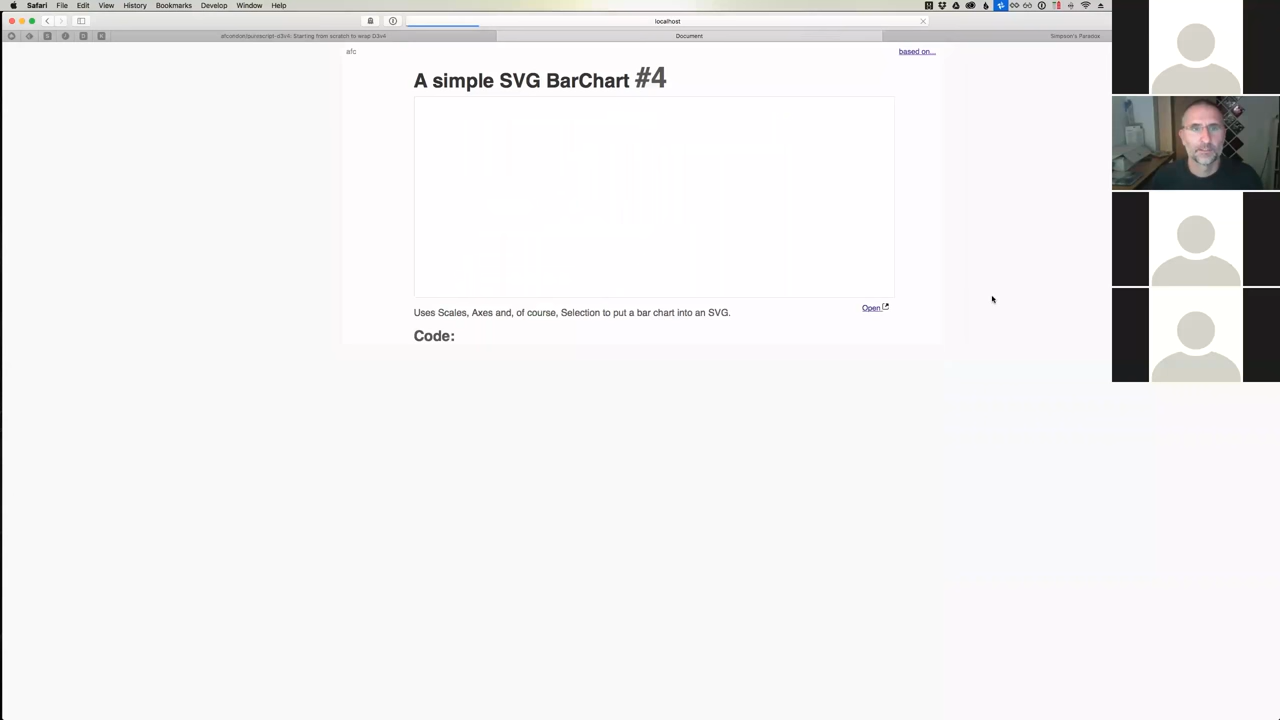 Safari File Edit View History Bookmarks Develop Window Help
localhost
afcondon/purescript-d3v4: Starting from scratch to wrap D3v4
Document
Simpson's Paradox
afc
based on...
A simple SVG BarChart #4
Open
Uses Scales, Axes and, of course, Selection to put a bar chart into an SVG.
Code: